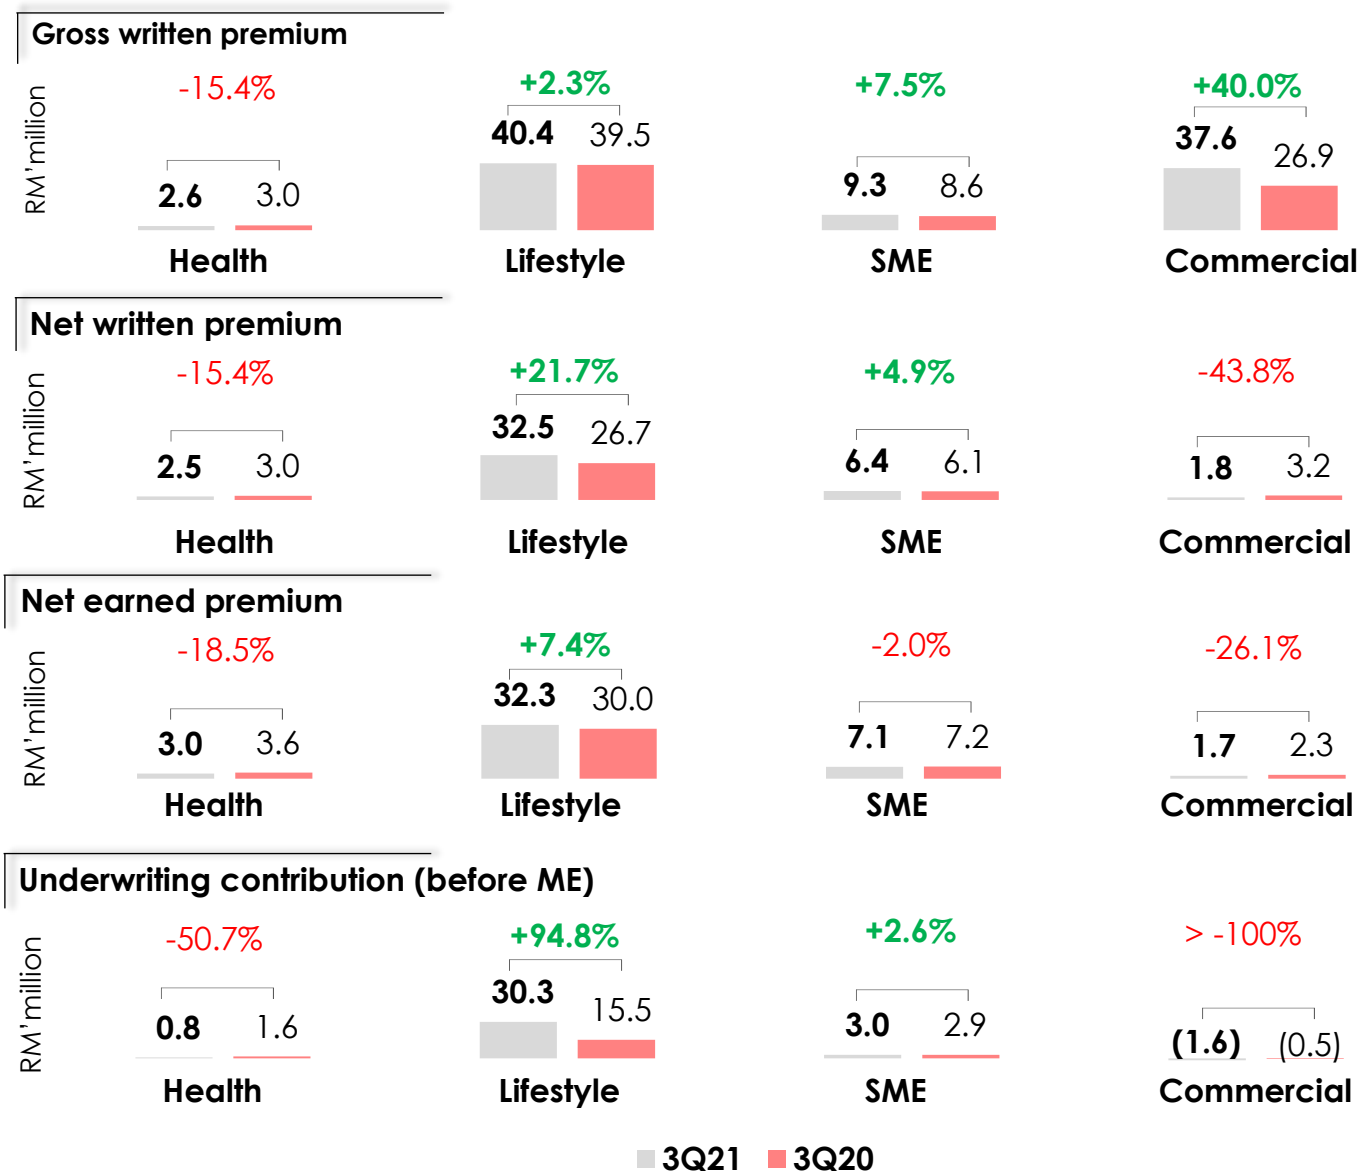 Gross written premium
RM'million
-15.4% +2.3% +7.5% +40.0%
2.6 3.0 40.4 39.5 9.3 8.6 37.6 26.9
Health Lifestyle SME Commercial
Net written premium
RM'million
-15.4% +21.7% +4.9% -43.8%
2.5 3.0 32.5 26.7 6.4 6.1 1.8 3.2
Health Lifestyle SME Commercial
Net earned premium
RM'million
-18.5% +7.4% -2.0% -26.1%
3.0 3.6 32.3 30.0 7.1 7.2 1.7 2.3
Health Lifestyle SME Commercial
Underwriting contribution (before ME)
RM'million
-50.7% +94.8% +2.6% > -100%
0.8 1.6 30.3 15.5 3.0 2.9 (1.6) (0.5)
Health Lifestyle SME Commercial
3Q21 3Q20